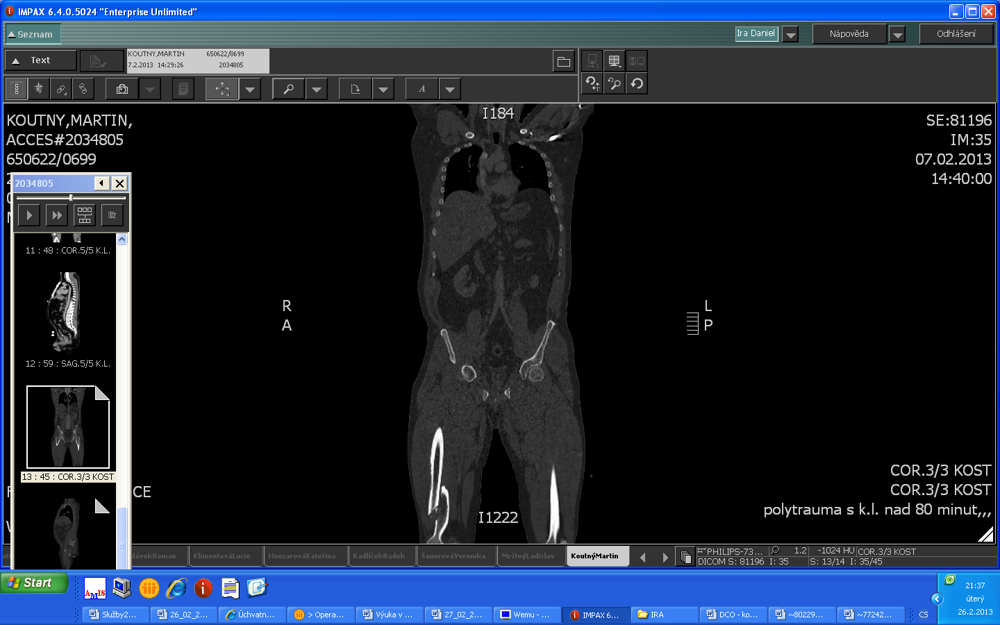 IMPAX 6.4.0.5024 "Enterprise Unlimited"
Seznam
Ira Daniel
Nápověda
Odhlášení
Text
KOUTNY,MARTIN 650622/0699
7.2.2013 14:29:26 2034805
A
KOUTNY,MARTIN,
ACCES#2034805
650622/0699
I184
SE:81196
IM:35
07.02.2013
14:40:00
2034805
11 : 48 : COR.5/5 K.L.
12 : 59 : SAG.5/5 K.L.
13 : 45 : COR.3/3 KOST
R
A
L
P
CE
I1222
COR.3/3 KOST
COR.3/3 KOST
polytrauma s k.l. nad 80 minut,,,
lávekRoman
KlimentováLucie
HouzarováKateřina
KadlíčekRadek
ŠauerováVeronika
MrštnýLadislav
KoutnýMartin
PHILIPS-73... 1.2 -1024 HU COR.3/3 KOST
DICOM S: 81196 I: 35 S: 13/14 I: 35/45
Start
AMIS
21:37
úterý
26.2.2013
Služby2...
26_02_2...
Úchvatn...
> Opera...
Výuka v ...
27_02_2...
Wemu - ...
IMPAX 6...
IRA
DCO - ko...
~80229...
~77242...
CS